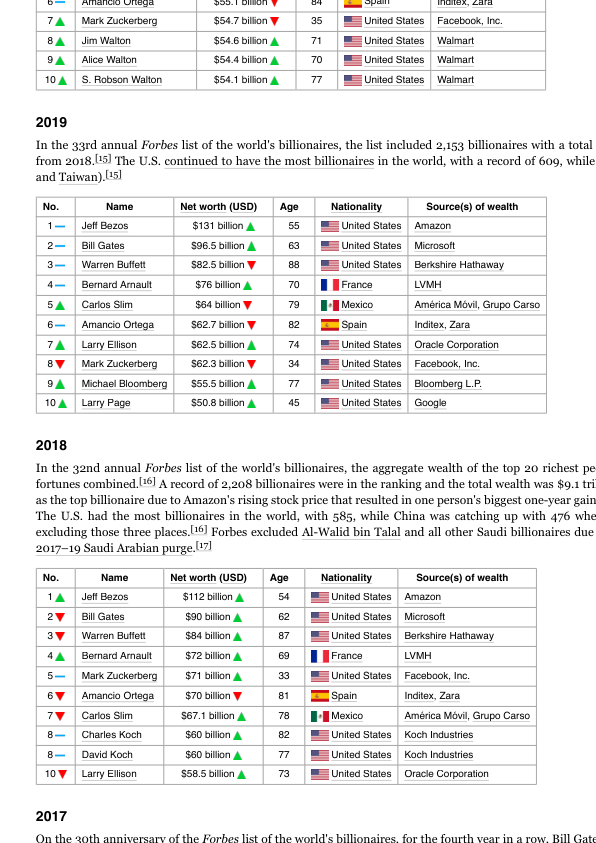 6 Amancio Ortega $55.1 billion 84 Spain Inditex, Zara
7 Mark Zuckerberg $54.7 billion 35 United States Facebook, Inc.
8 Jim Walton $54.6 billion 71 United States Walmart
9 Alice Walton $54.4 billion 70 United States Walmart
10 S. Robson Walton $54.1 billion 77 United States Walmart
2019
In the 33rd annual Forbes list of the world's billionaires, the list included 2,153 billionaires with a total
from 2018.[15] The U.S. continued to have the most billionaires in the world, with a record of 609, while
and Taiwan).[15]
No. Name Net worth (USD) Age Nationality Source(s) of wealth
1 Jeff Bezos $131 billion 55 United States Amazon
2 Bill Gates $96.5 billion 63 United States Microsoft
3 Warren Buffett $82.5 billion 88 United States Berkshire Hathaway
4 Bernard Arnault $76 billion 70 France LVMH
5 Carlos Slim $64 billion 79 Mexico América Móvil, Grupo Carso
6 Amancio Ortega $62.7 billion 82 Spain Inditex, Zara
7 Larry Ellison $62.5 billion 74 United States Oracle Corporation
8 Mark Zuckerberg $62.3 billion 34 United States Facebook, Inc.
9 Michael Bloomberg $55.5 billion 77 United States Bloomberg L.P.
10 Larry Page $50.8 billion 45 United States Google
2018
In the 32nd annual Forbes list of the world's billionaires, the aggregate wealth of the top 20 richest pe
fortunes combined.[16] A record of 2,208 billionaires were in the ranking and the total wealth was $9.1 tri
as the top billionaire due to Amazon's rising stock price that resulted in one person's biggest one-year gain
The U.S. had the most billionaires in the world, with 585, while China was catching up with 476 whe
excluding those three places.[16] Forbes excluded Al-Walid bin Talal and all other Saudi billionaires due
2017–19 Saudi Arabian purge.[17]
No. Name Net worth (USD) Age Nationality Source(s) of wealth
1 Jeff Bezos $112 billion 54 United States Amazon
2 Bill Gates $90 billion 62 United States Microsoft
3 Warren Buffett $84 billion 87 United States Berkshire Hathaway
4 Bernard Arnault $72 billion 69 France LVMH
5 Mark Zuckerberg $71 billion 33 United States Facebook, Inc.
6 Amancio Ortega $70 billion 81 Spain Inditex, Zara
7 Carlos Slim $67.1 billion 78 Mexico América Móvil, Grupo Carso
8 Charles Koch $60 billion 82 United States Koch Industries
8 David Koch $60 billion 77 United States Koch Industries
10 Larry Ellison $58.5 billion 73 United States Oracle Corporation
2017
On the 30th anniversary of the Forbes list of the world's billionaires, for the fourth year in a row, Bill Gate